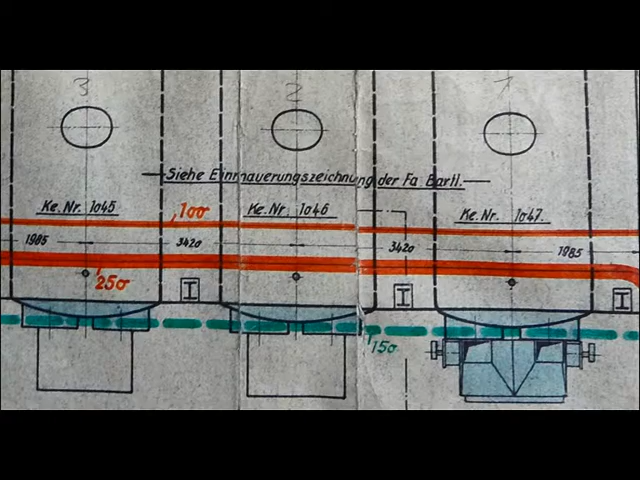 3 2 1
Siehe Einmauerungszeichnung der Fa. Bartl.
Ke. Nr. 1045 100 Ke. Nr. 1046 Ke. Nr. 1047.
1985 3420 3420 1985
250
150